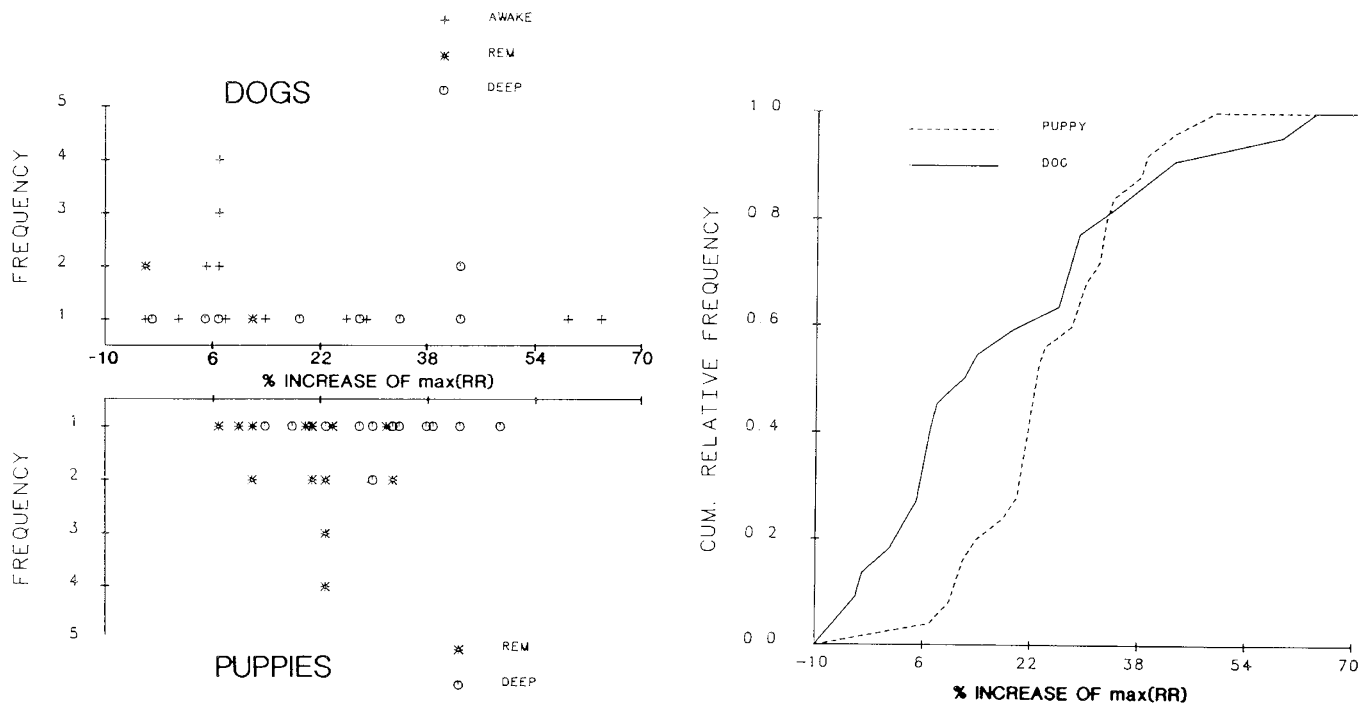 AWAKE
REM
DEEP
DOGS
FREQUENCY
5
4
3
2
1
-10 6 22 38 54 70
% INCREASE OF max(RR)
FREQUENCY
1
2
3
4
5
PUPPIES
REM
DEEP
CUM. RELATIVE FREQUENCY
1 0
0 8
0 6
0 4
0 2
0 0
PUPPY
DOG
-10 6 22 38 54 70
% INCREASE OF max(RR)